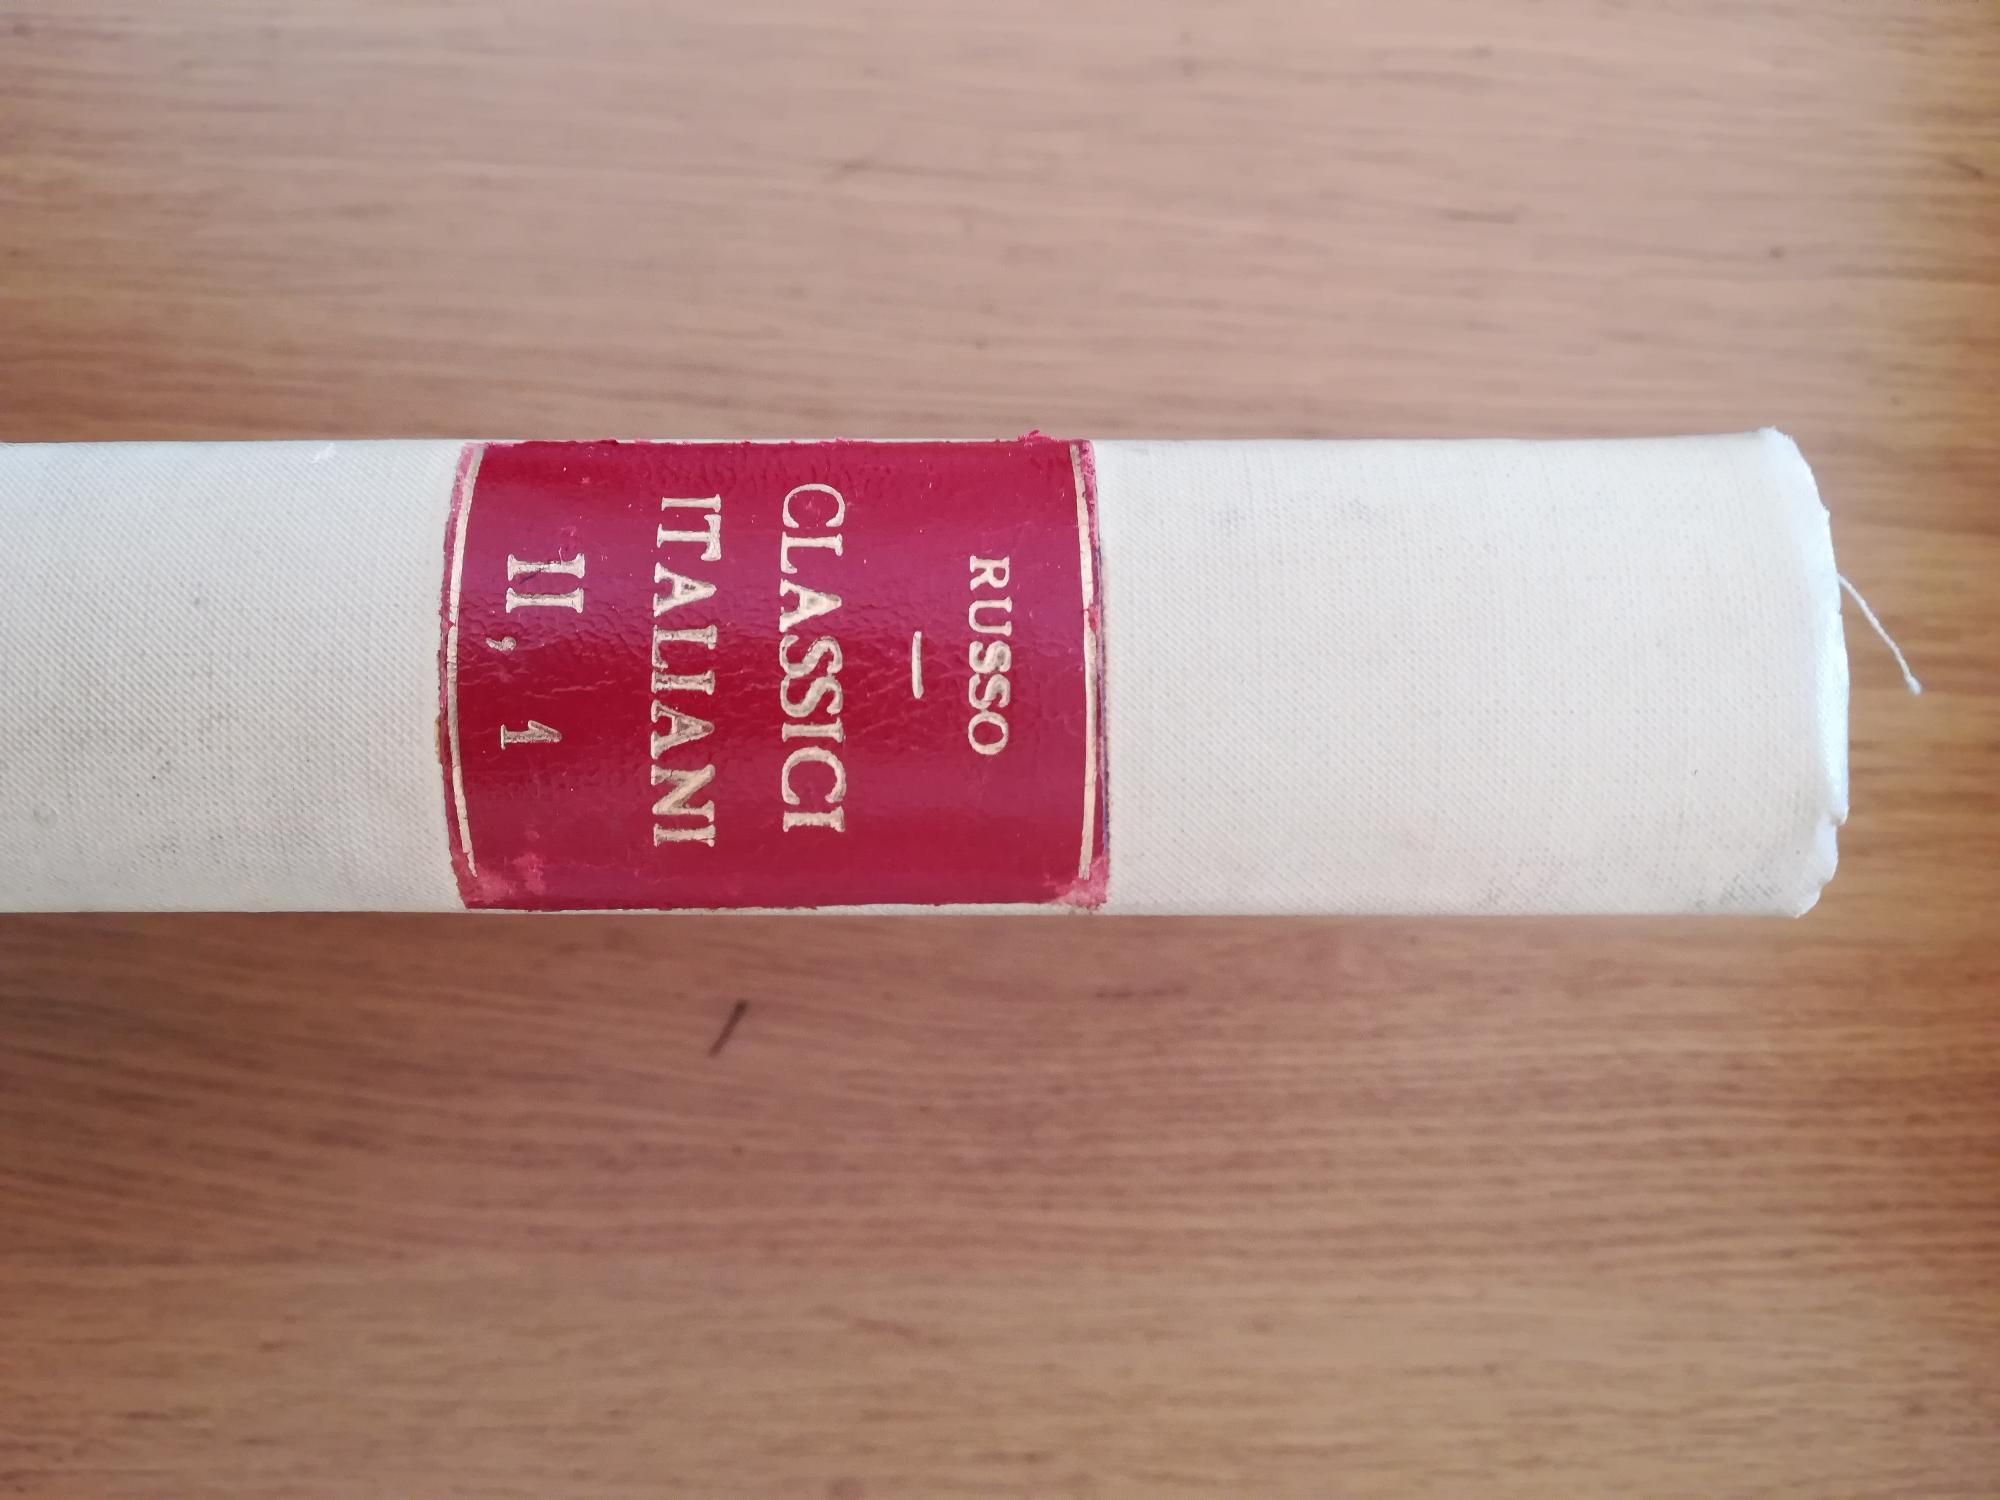 RUSSO
—
CLASSICI
ITALIANI
II, 1